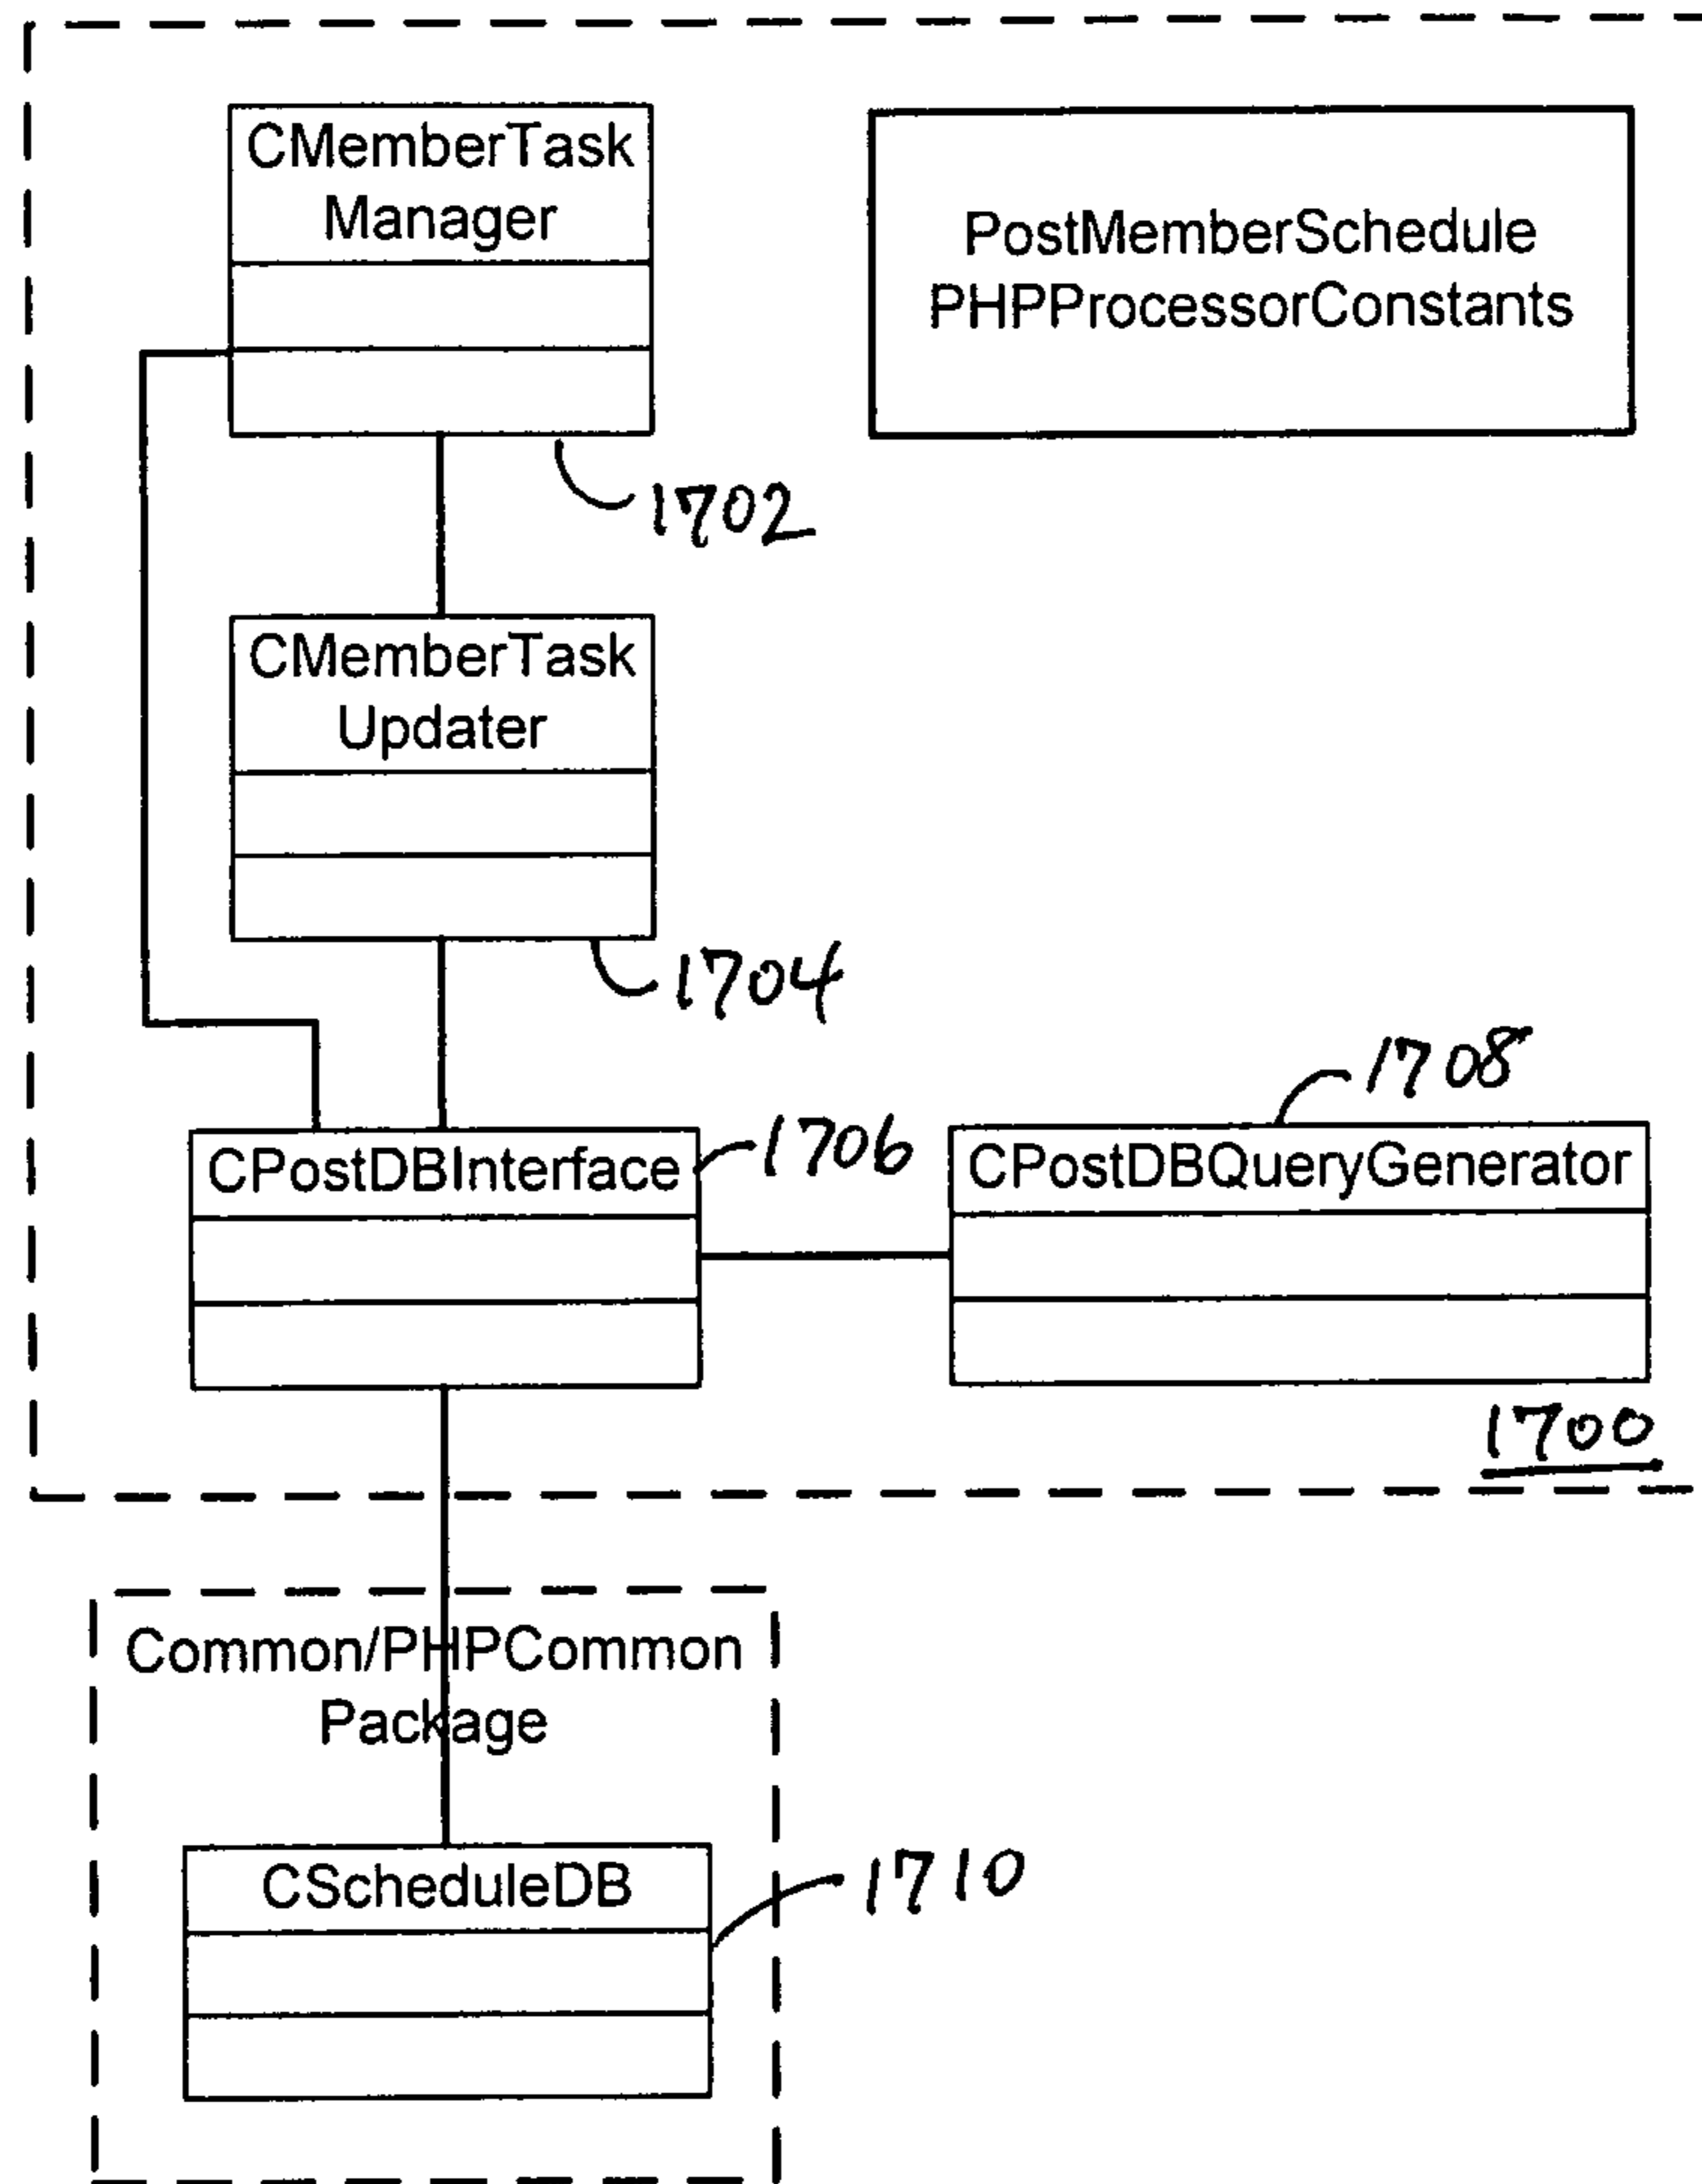 CMemberTask
Manager
PostMemberSchedule
PHPProcessorConstants
1702
CMemberTask
Updater
1704
1708
CPostDBInterface
1706
CPostDBQueryGenerator
1700
Common/PHPCommon
Package
CScheduleDB
1710